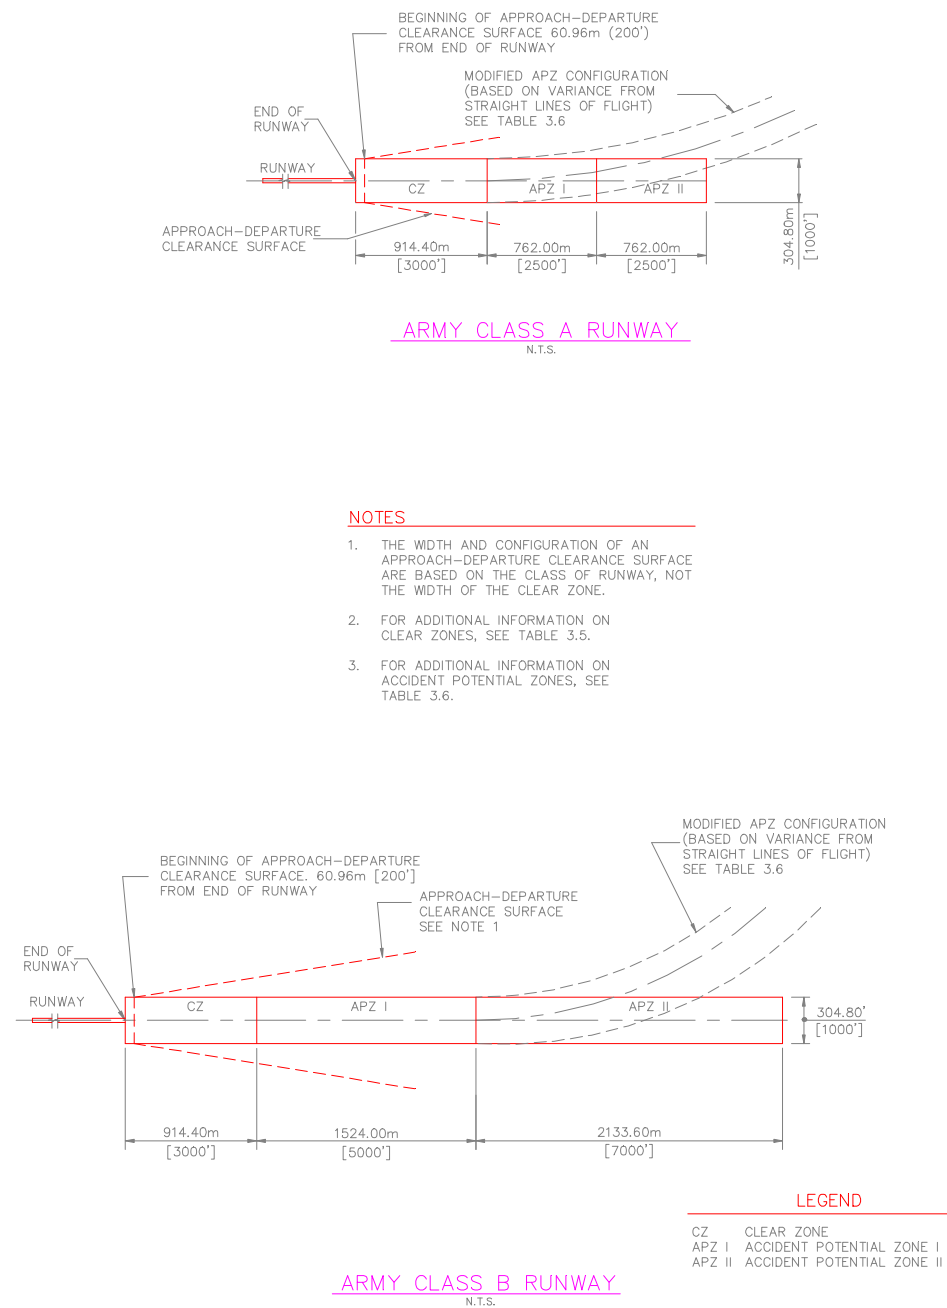 BEGINNING OF APPROACH-DEPARTURE
CLEARANCE SURFACE 60.96m (200')
FROM END OF RUNWAY
MODIFIED APZ CONFIGURATION
(BASED ON VARIANCE FROM
STRAIGHT LINES OF FLIGHT)
SEE TABLE 3.6
END OF
RUNWAY
RUNWAY
CZ
APZ I
APZ II
APPROACH-DEPARTURE
CLEARANCE SURFACE
914.40m
[3000']
762.00m
[2500']
762.00m
[2500']
304.80m
[1000']
ARMY CLASS A RUNWAY
N.T.S.
NOTES
1. THE WIDTH AND CONFIGURATION OF AN
APPROACH-DEPARTURE CLEARANCE SURFACE
ARE BASED ON THE CLASS OF RUNWAY, NOT
THE WIDTH OF THE CLEAR ZONE.
2. FOR ADDITIONAL INFORMATION ON
CLEAR ZONES, SEE TABLE 3.5.
3. FOR ADDITIONAL INFORMATION ON
ACCIDENT POTENTIAL ZONES, SEE
TABLE 3.6.
MODIFIED APZ CONFIGURATION
(BASED ON VARIANCE FROM
STRAIGHT LINES OF FLIGHT)
SEE TABLE 3.6
BEGINNING OF APPROACH-DEPARTURE
CLEARANCE SURFACE. 60.96m [200']
FROM END OF RUNWAY
APPROACH-DEPARTURE
CLEARANCE SURFACE
SEE NOTE 1
END OF
RUNWAY
RUNWAY
CZ
APZ I
APZ II
304.80'
[1000']
914.40m
[3000']
1524.00m
[5000']
2133.60m
[7000']
LEGEND
CZ CLEAR ZONE
APZ I ACCIDENT POTENTIAL ZONE I
APZ II ACCIDENT POTENTIAL ZONE II
ARMY CLASS B RUNWAY
N.T.S.